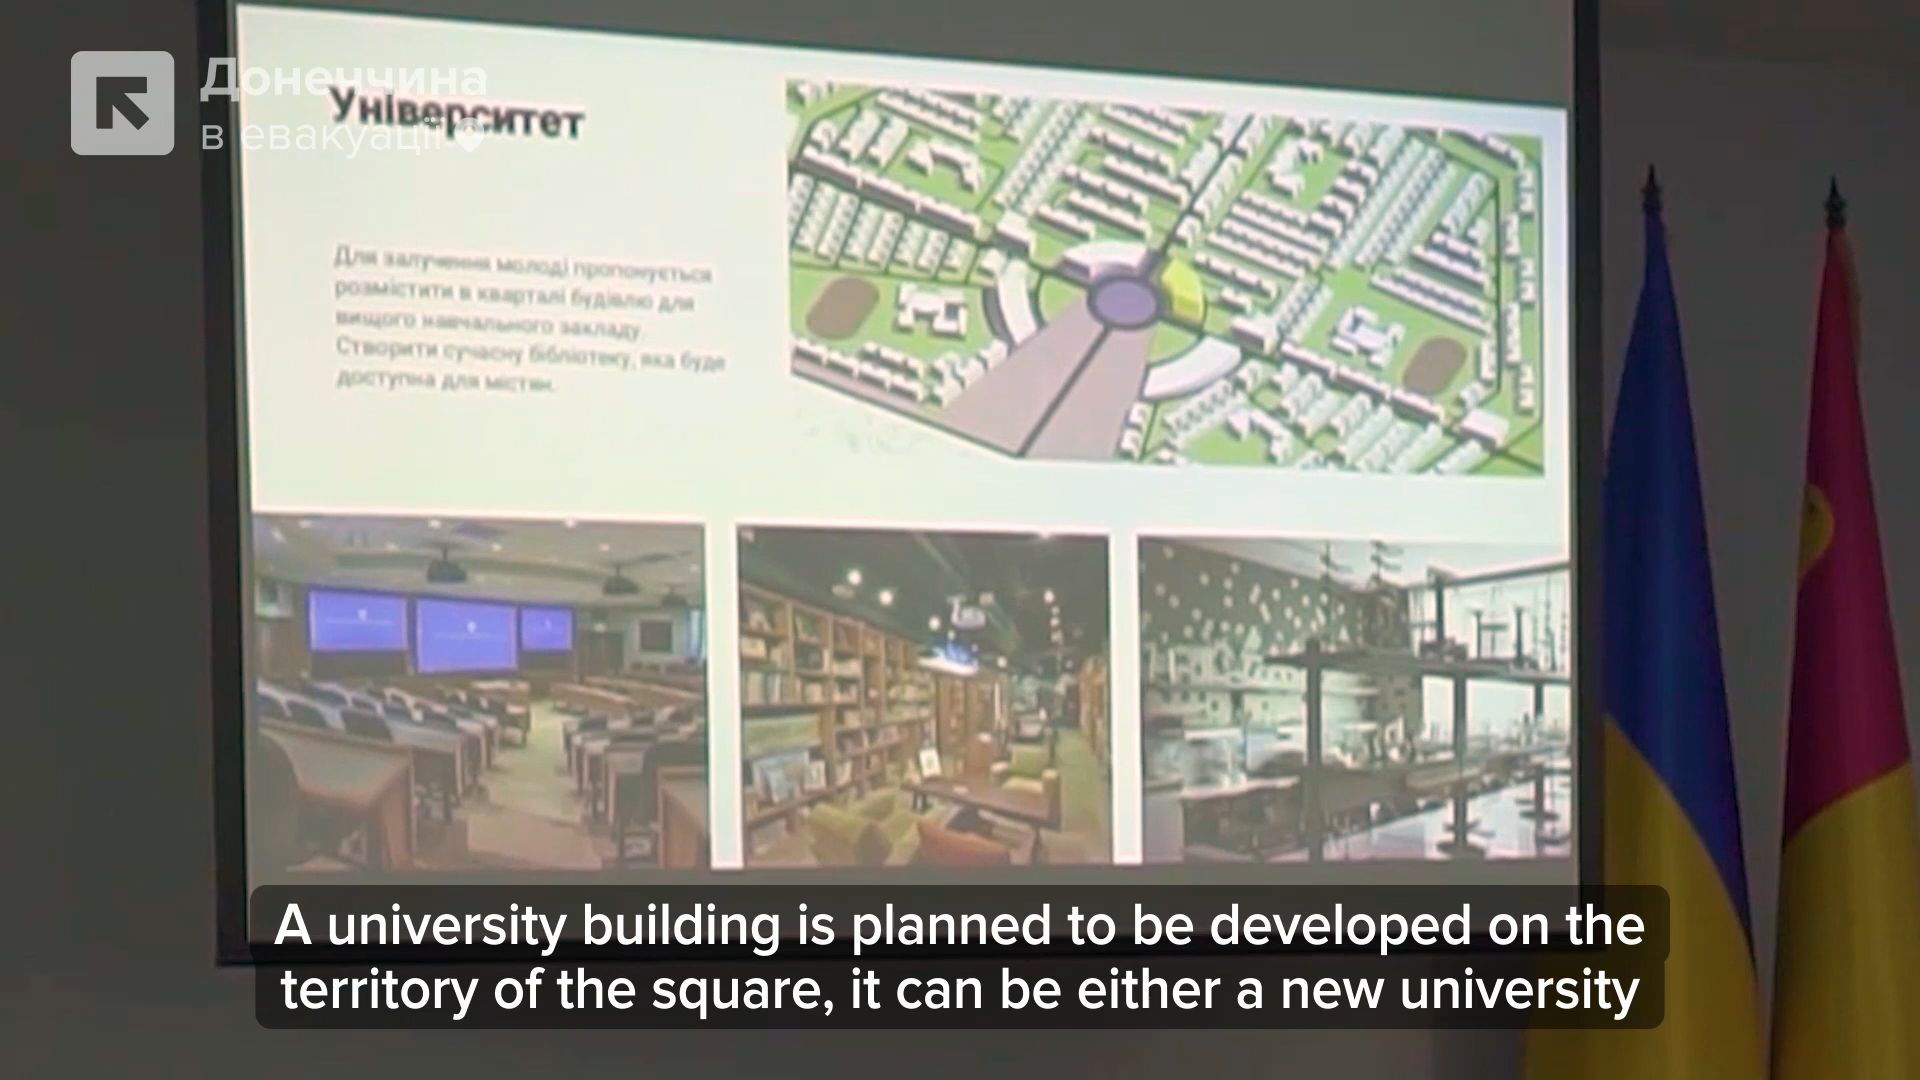 Донеччина
в евакуації
Університет
Для залучення молоді пропонується
розмістити в кварталі будівлю для
вищого навчального закладу.
Створити сучасну бібліотеку, яка буде
доступна для містян.
A university building is planned to be developed on the
territory of the square, it can be either a new university